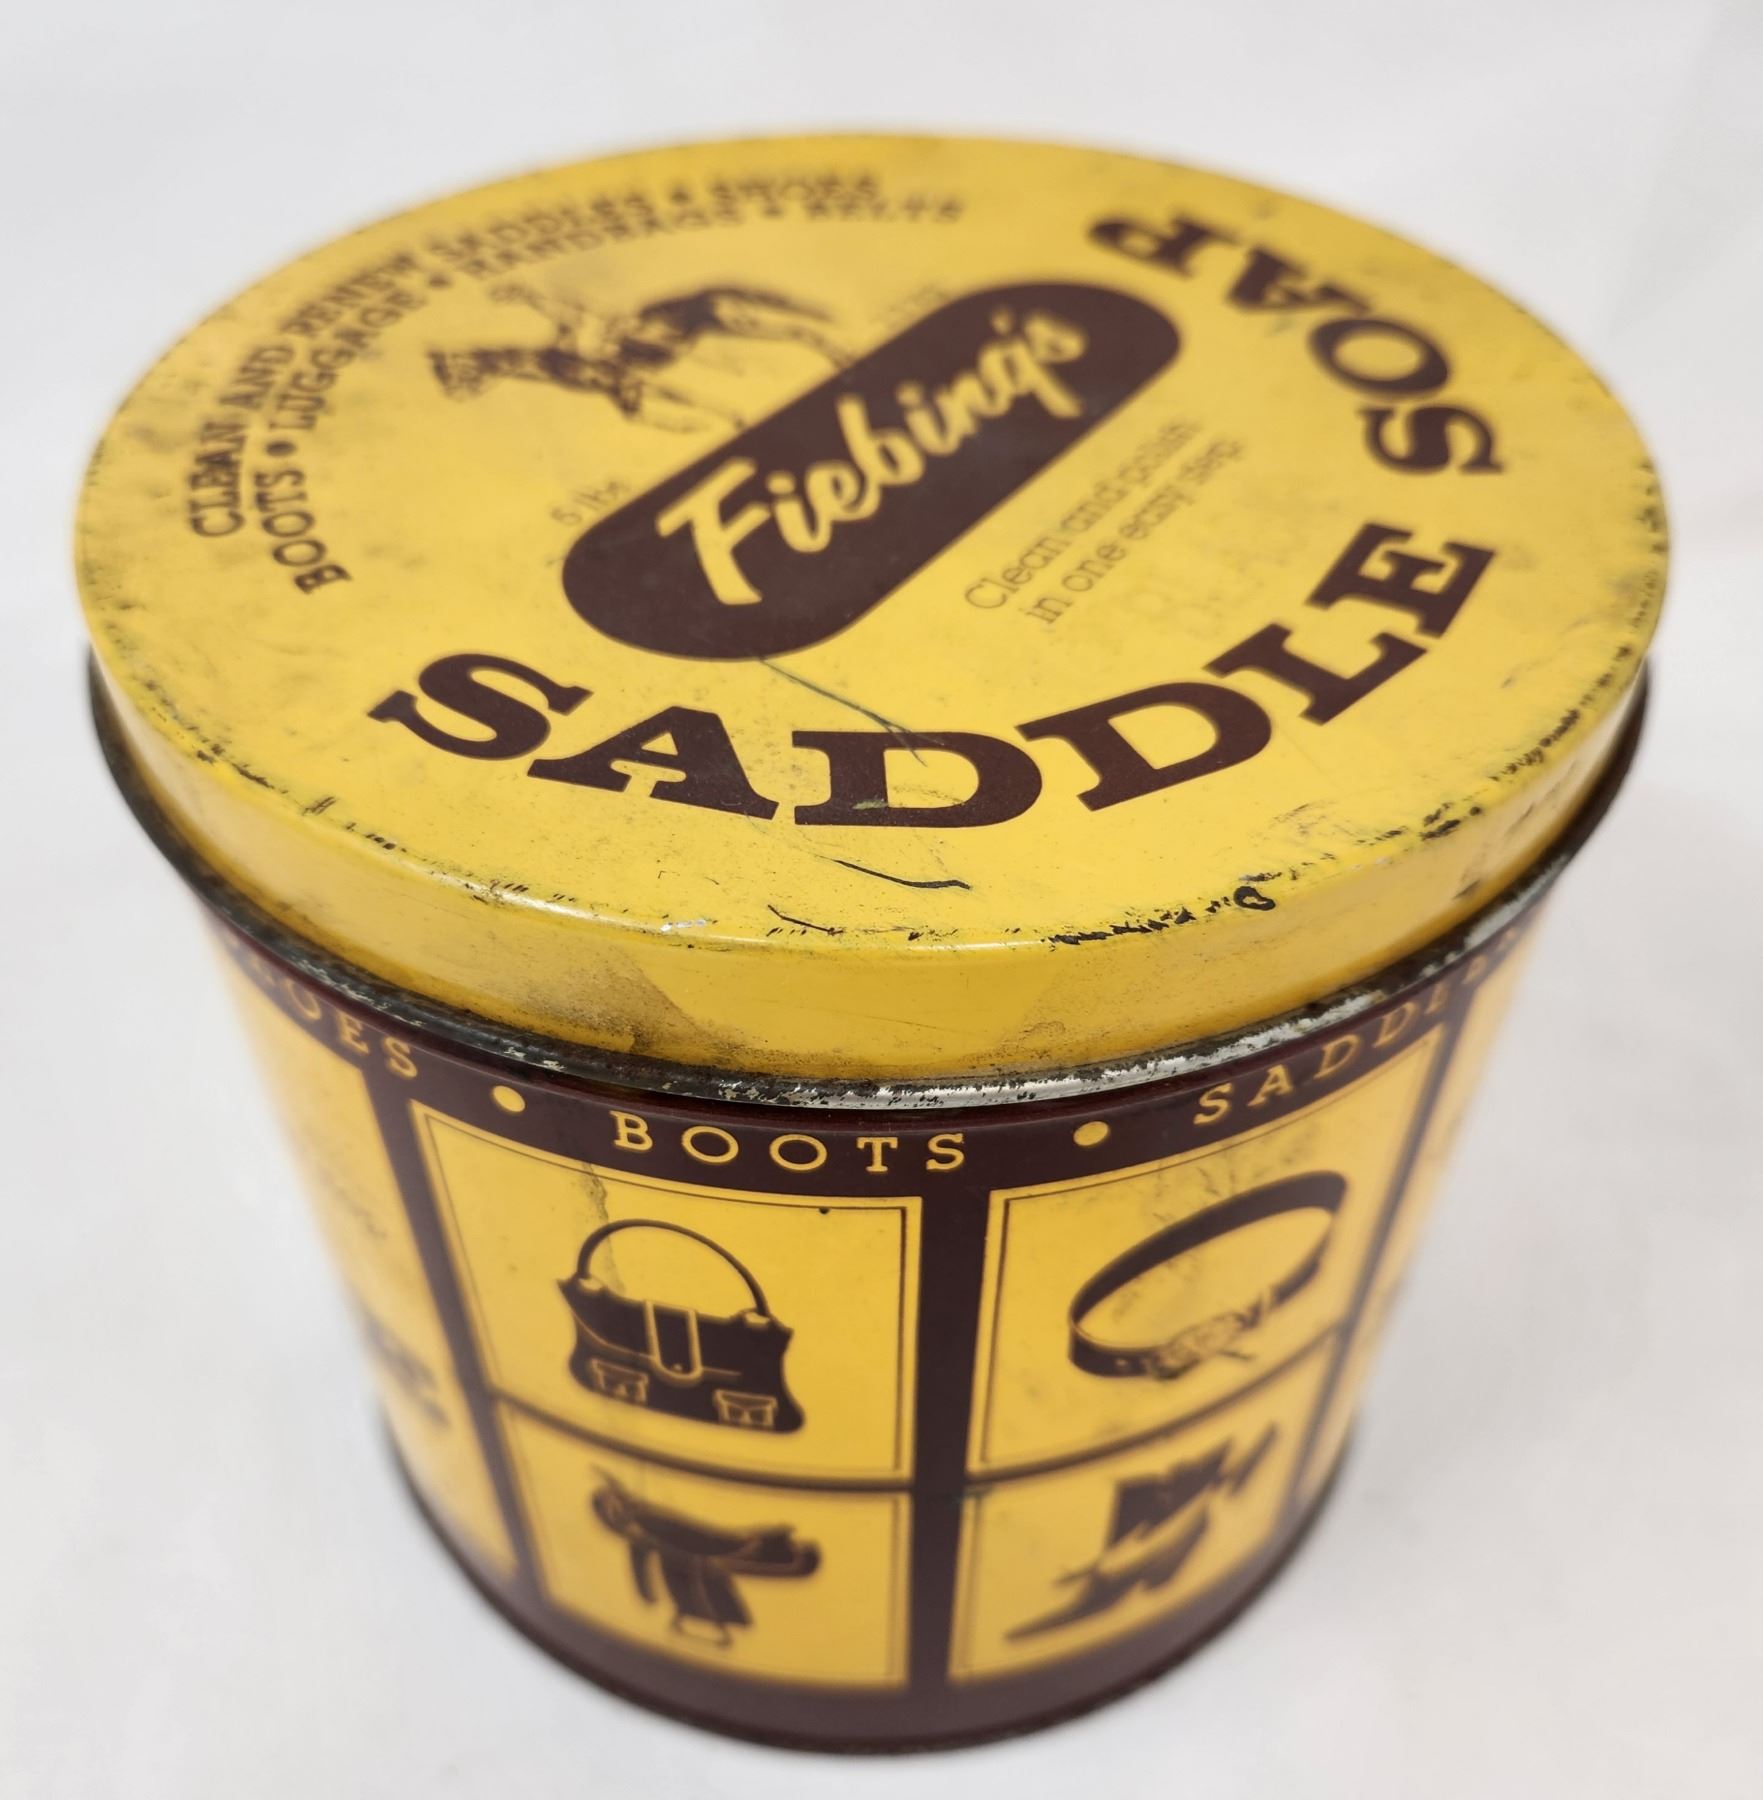 CLEAN AND RENEW SADDLES • SHOES
BOOTS • LUGGAGE • HANDBAGS • BELTS
5 lbs
Fiebing's
Clean and polish
in one easy step.
SADDLE SOAP
• BOOTS •